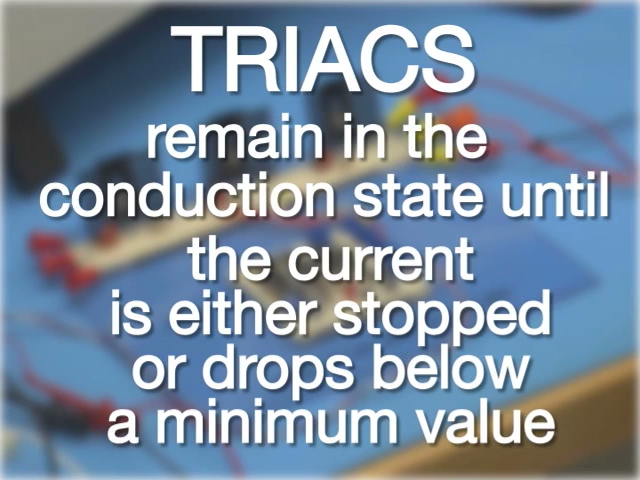 TRIACS
remain in the
conduction state until
the current
is either stopped
or drops below
a minimum value